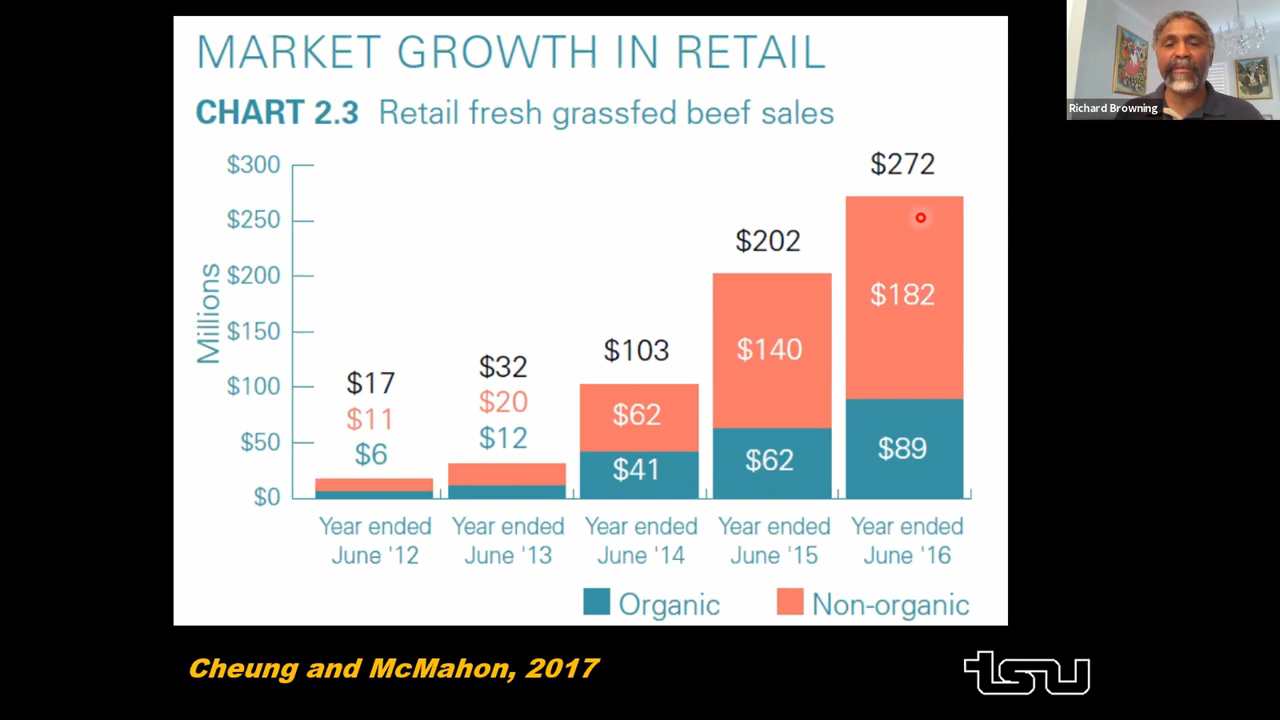 MARKET GROWTH IN RETAIL
CHART 2.3 Retail fresh grassfed beef sales
Millions
$300
$250
$200
$150
$100
$50
$0
$17
$11
$6
$32
$20
$12
$103
$62
$41
$202
$140
$62
$272
$182
$89
Year ended
June '12
Year ended
June '13
Year ended
June '14
Year ended
June '15
Year ended
June '16
Organic
Non-organic
Cheung and McMahon, 2017
tsu
Richard Browning